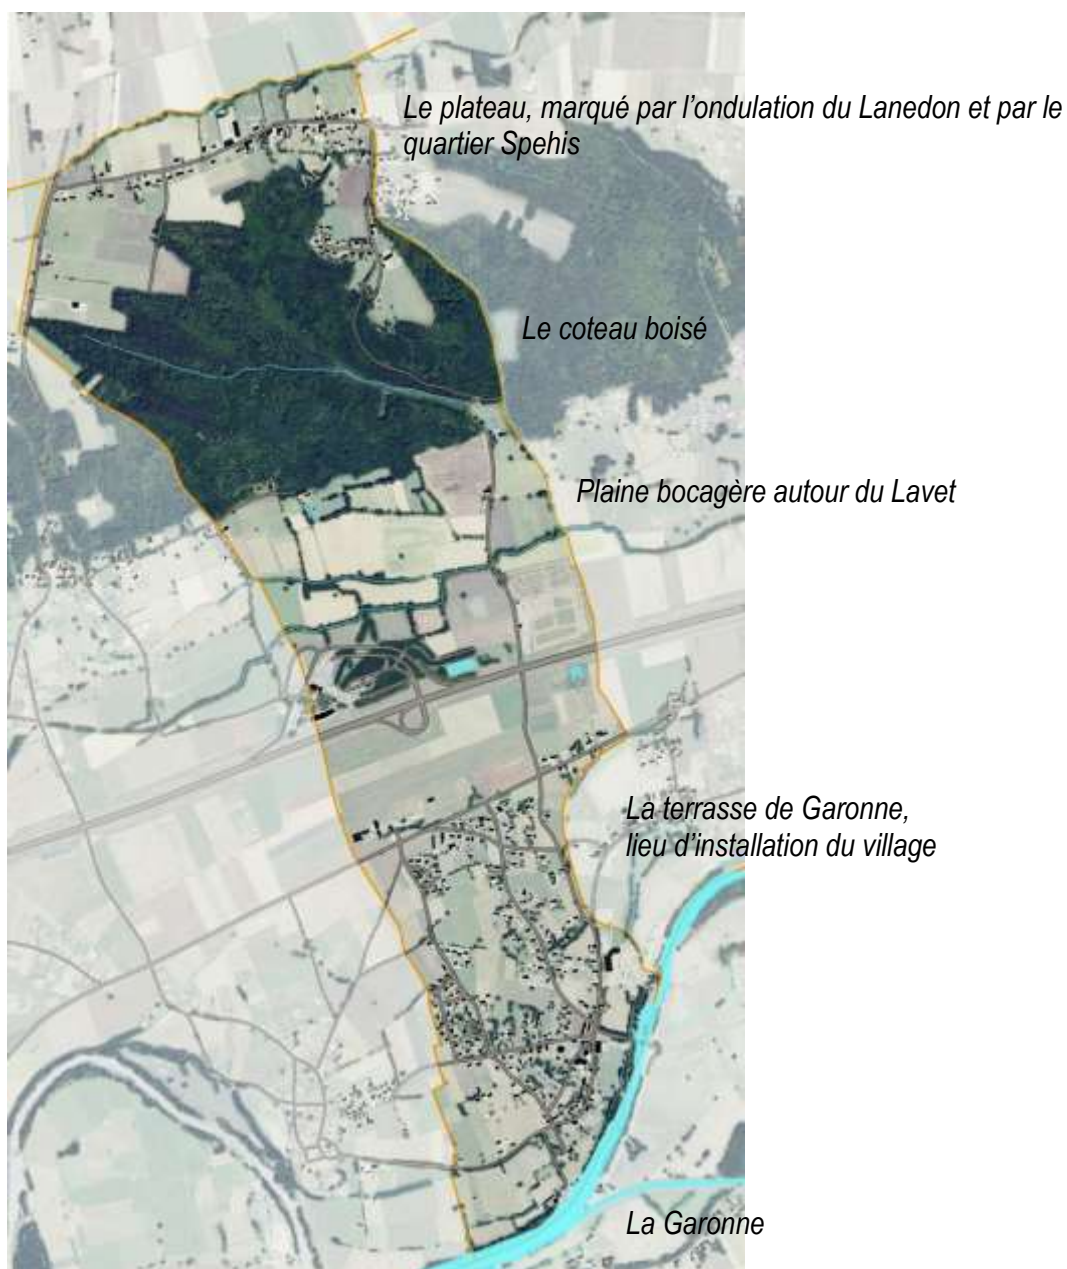 Le plateau, marqué par l'ondulation du Lanedon et par le
quartier Spehis
Le coteau boisé
Plaine bocagère autour du Lavet
La terrasse de Garonne,
lieu d'installation du village
La Garonne